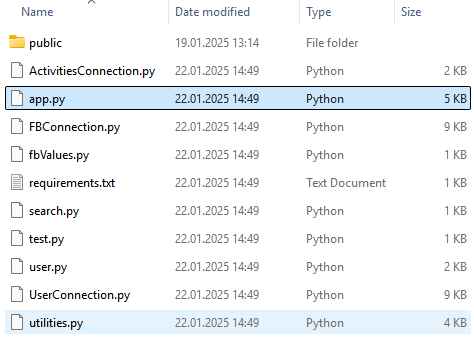 Name Date modified Type Size
public 19.01.2025 13:14 File folder
ActivitiesConnection.py 22.01.2025 14:49 Python 2 KB
app.py 22.01.2025 14:49 Python 5 KB
FBConnection.py 22.01.2025 14:49 Python 9 KB
fbValues.py 22.01.2025 14:49 Python 1 KB
requirements.txt 22.01.2025 14:49 Text Document 1 KB
search.py 22.01.2025 14:49 Python 1 KB
test.py 22.01.2025 14:49 Python 1 KB
user.py 22.01.2025 14:49 Python 2 KB
UserConnection.py 22.01.2025 14:49 Python 9 KB
utilities.py 22.01.2025 14:49 Python 4 KB